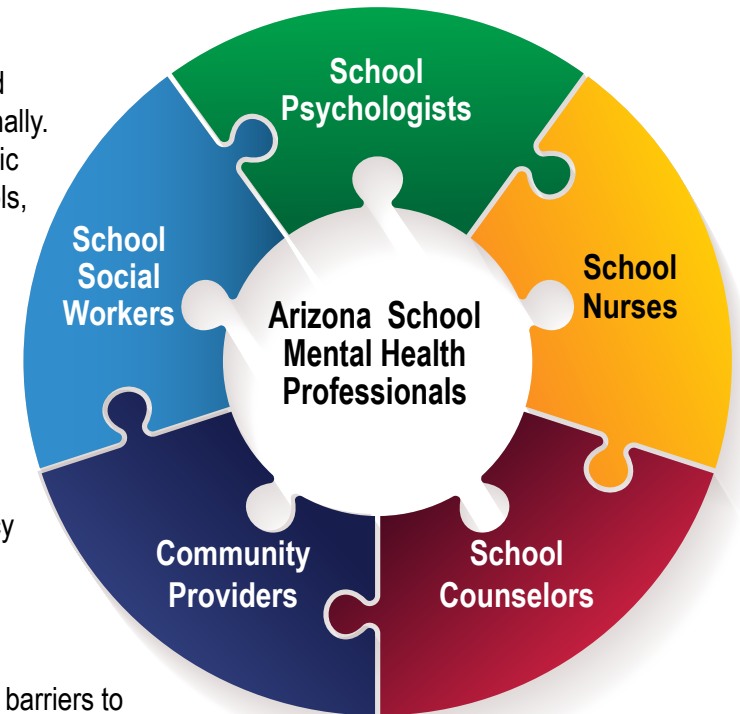 School
Psychologists
School
Nurses
School
Counselors
Community
Providers
School
Social
Workers
Arizona School
Mental Health
Professionals
barriers to